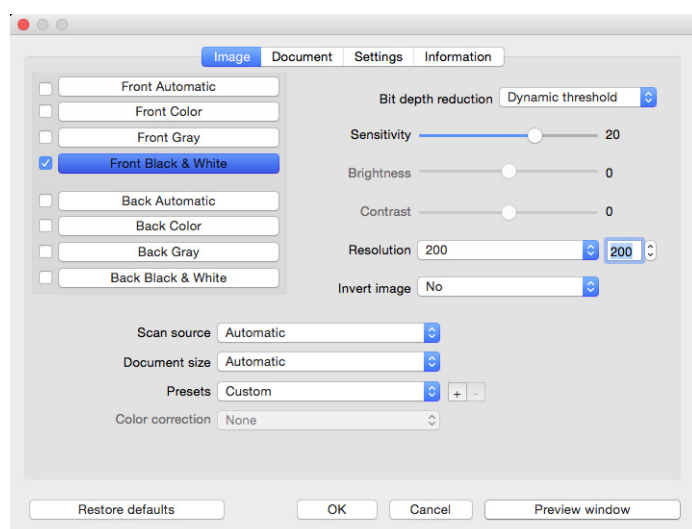 Image Document Settings Information
Front Automatic
Front Color
Front Gray
Front Black & White
Back Automatic
Back Color
Back Gray
Back Black & White
Bit depth reduction Dynamic threshold
Sensitivity 20
Brightness 0
Contrast 0
Resolution 200 200
Invert image No
Scan source Automatic
Document size Automatic
Presets Custom + -
Color correction None
Restore defaults OK Cancel Preview window